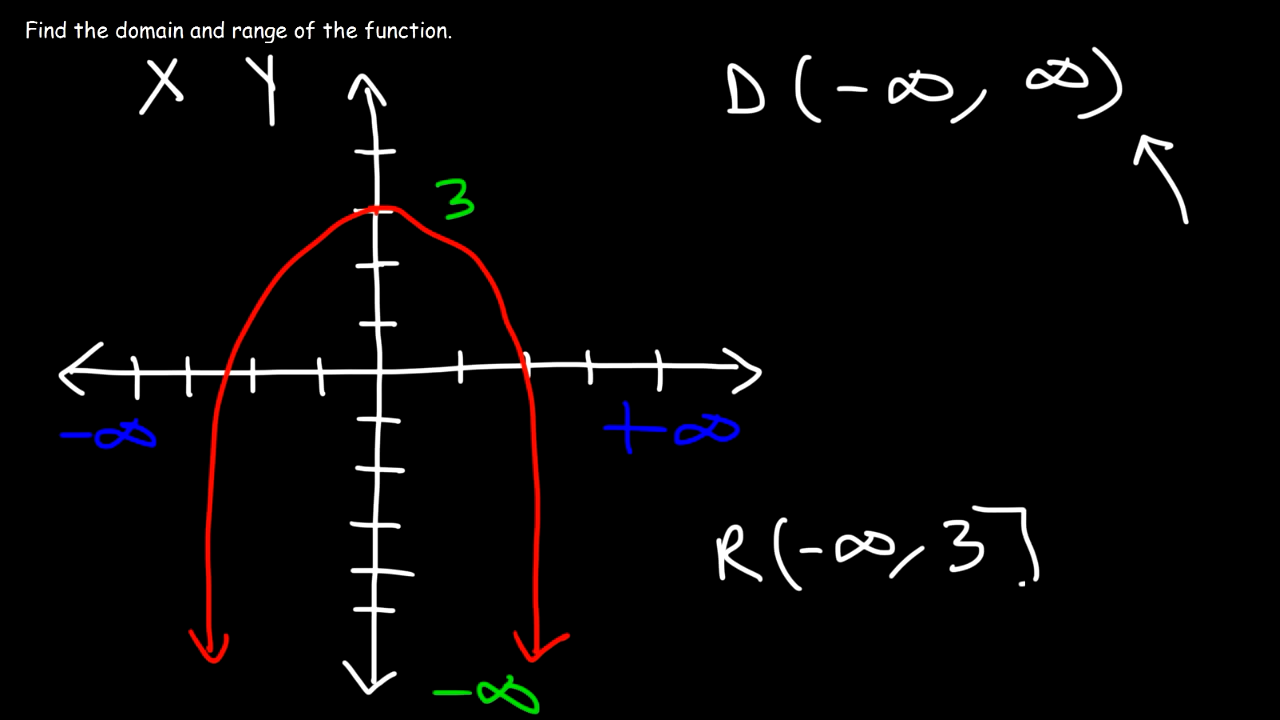 Find the domain and range of the function.
X Y
D (-∞, ∞)
3
-∞
+∞
R (-∞, 3]
-∞